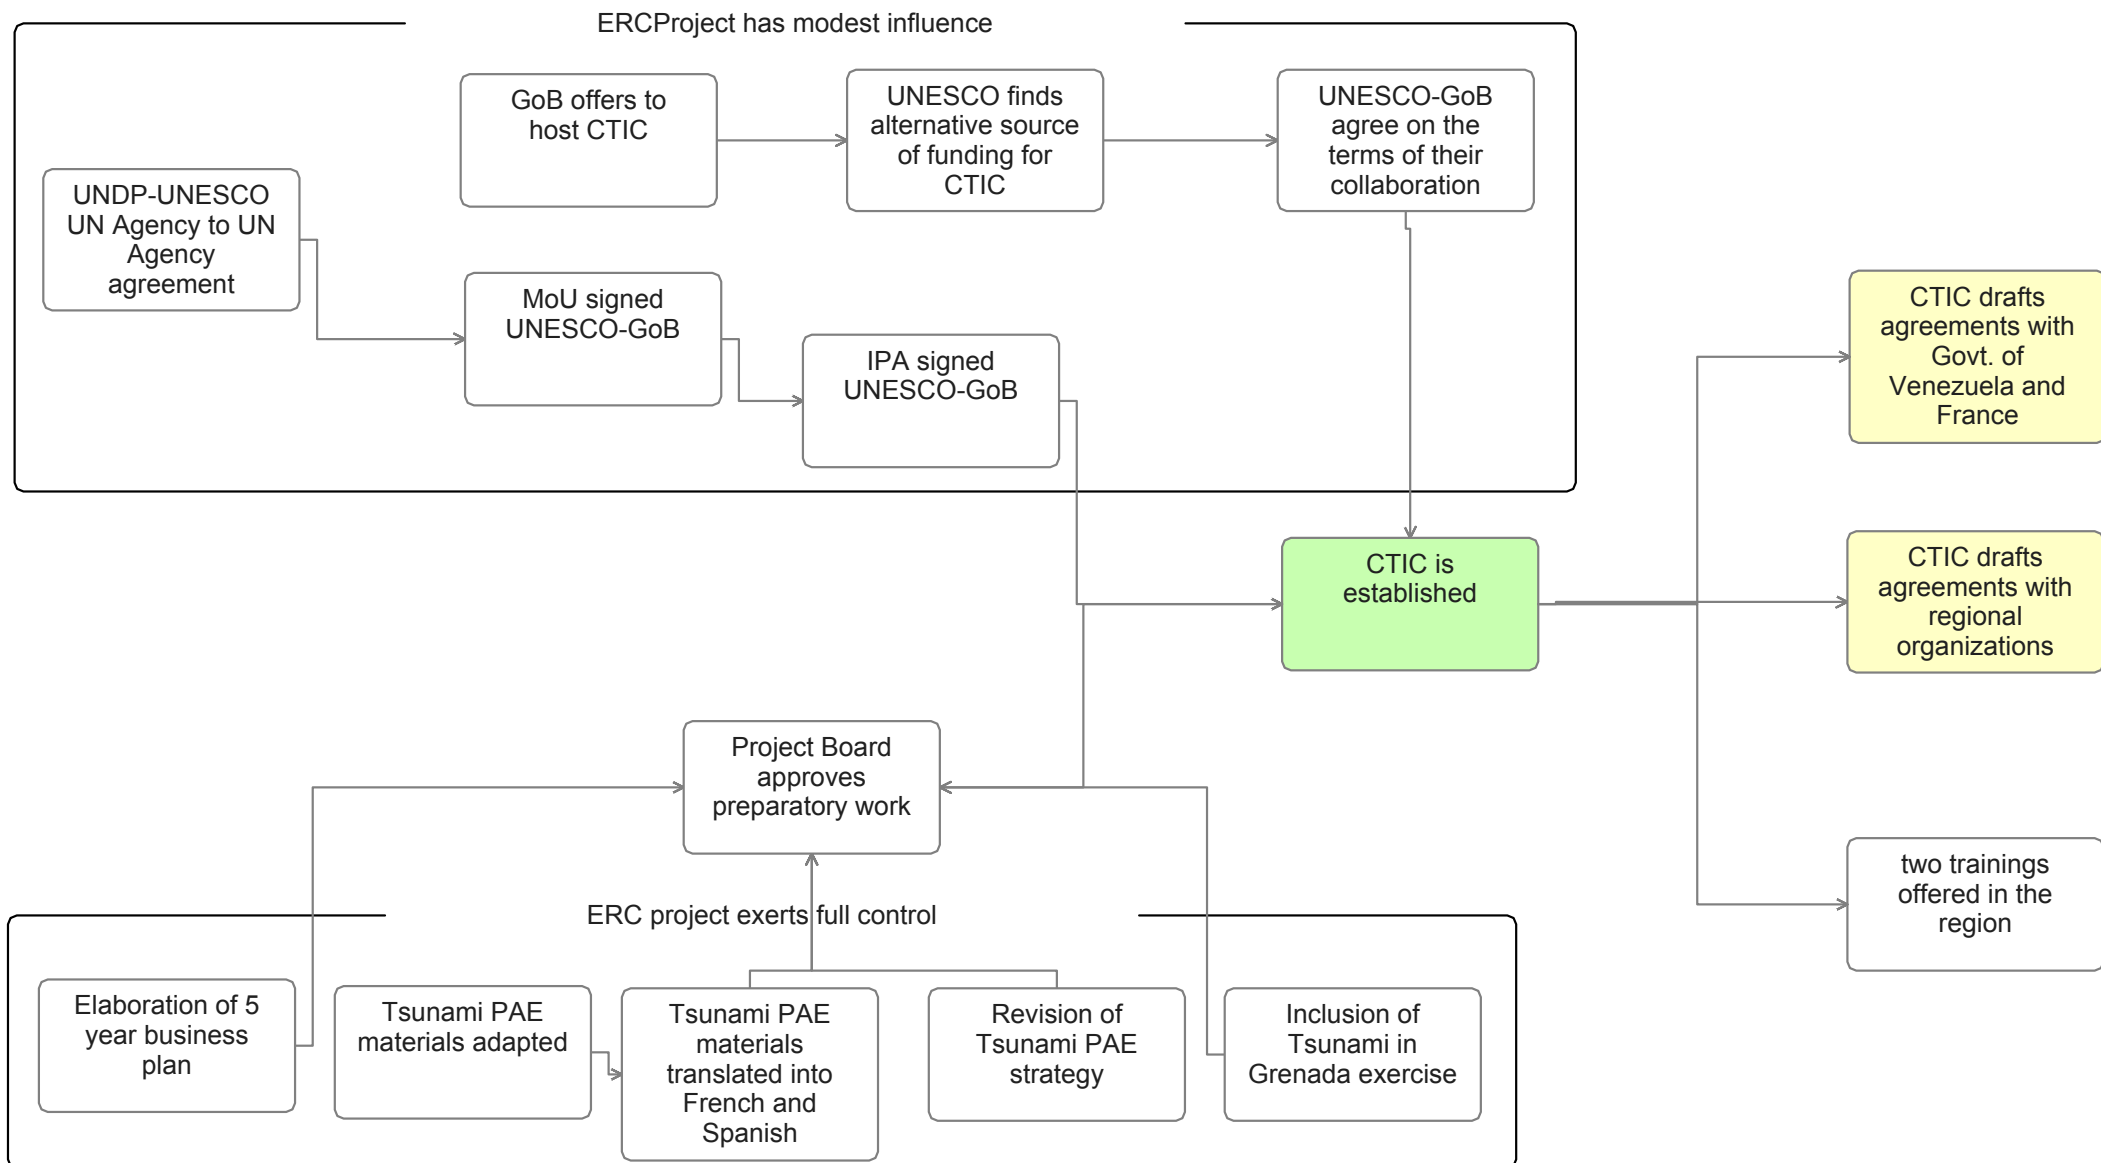 ERCProject has modest influence
GoB offers to
host CTIC
UNESCO finds
alternative source
of funding for
CTIC
UNESCO-GoB
agree on the
terms of their
collaboration
UNDP-UNESCO
UN Agency to UN
Agency
agreement
MoU signed
UNESCO-GoB
IPA signed
UNESCO-GoB
CTIC drafts
agreements with
Govt. of
Venezuela and
France
CTIC is
established
CTIC drafts
agreements with
regional
organizations
Project Board
approves
preparatory work
two trainings
offered in the
region
ERC project exerts full control
Elaboration of 5
year business
plan
Tsunami PAE
materials adapted
Tsunami PAE
materials
translated into
French and
Spanish
Revision of
Tsunami PAE
strategy
Inclusion of
Tsunami in
Grenada exercise